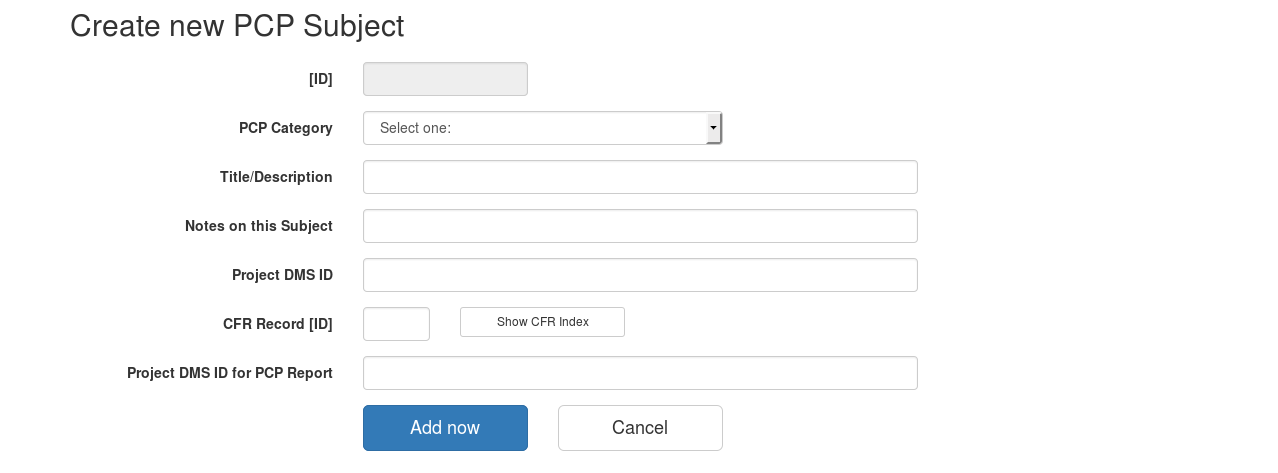 Create new PCP Subject
[ID]
PCP Category Select one:
Title/Description
Notes on this Subject
Project DMS ID
CFR Record [ID] Show CFR Index
Project DMS ID for PCP Report
Add now Cancel